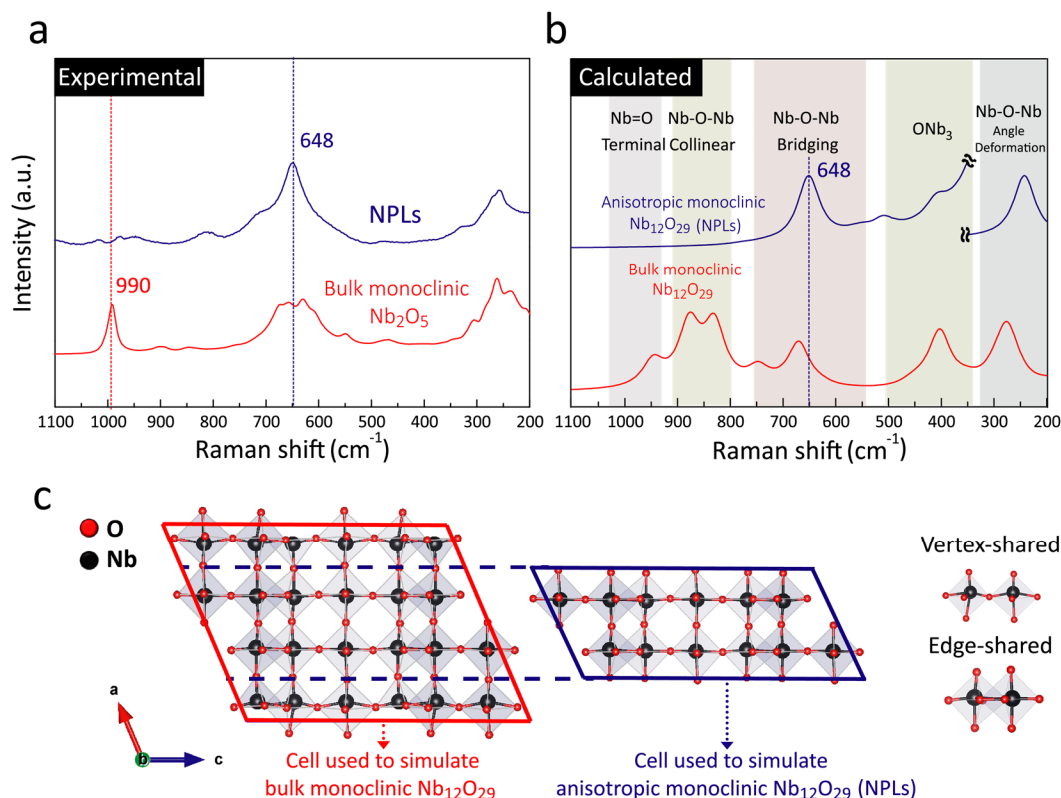 a
Experimental
648
NPLs
990
Bulk monoclinic
Nb2O5
Intensity (a.u.)
1100 1000 900 800 700 600 500 400 300 200
Raman shift (cm-1)
b
Calculated
Nb=O
Terminal
Nb-O-Nb
Collinear
Nb-O-Nb
Bridging
ONb3
Nb-O-Nb
Angle
Deformation
648
Anisotropic monoclinic
Nb12O29 (NPLs)
Bulk monoclinic
Nb12O29
1100 1000 900 800 700 600 500 400 300 200
Raman shift (cm-1)
c
O
Nb
a
b
c
Cell used to simulate
bulk monoclinic Nb12O29
Cell used to simulate
anisotropic monoclinic Nb12O29 (NPLs)
Vertex-shared
Edge-shared